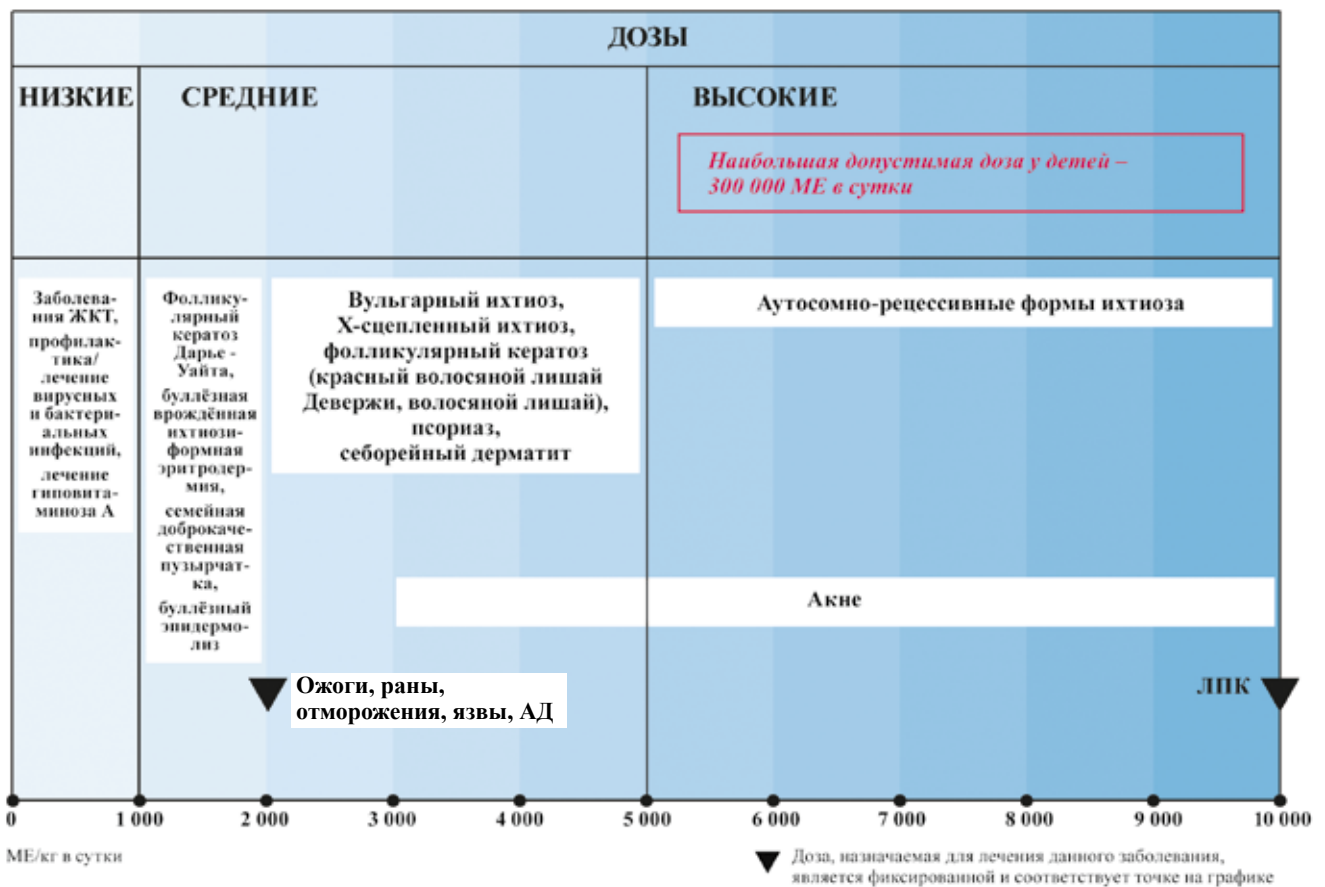 ДОЗЫ
НИЗКИЕ
СРЕДНИЕ
ВЫСОКИЕ
Наибольшая допустимая доза у детей –
300 000 МЕ в сутки
Заболева-
ния ЖКТ,
профилак-
тика/
лечение
вирусных
и бактери-
альных
инфекций,
лечение
гиповита-
миноза А
Фоллику-
лярный
кератоз
Дарье -
Уайта,
буллёзная
врождённая
ихтиози-
формная
эритродер-
мия,
семейная
доброкаче-
ственная
пузырчат-
ка,
буллёзный
эпидермо-
лиз
Вульгарный ихтиоз,
Х-сцепленный ихтиоз,
фолликулярный кератоз
(красный волосяной лишай
Девержи, волосяной лишай),
псориаз,
себорейный дерматит
Аутосомно-рецессивные формы ихтиоза
Акне
Ожоги, раны,
отморожения, язвы, АД
ЛПК
0 1 000 2 000 3 000 4 000 5 000 6 000 7 000 8 000 9 000 10 000
МЕ/кг в сутки
Доза, назначаемая для лечения данного заболевания,
является фиксированной и соответствует точке на графике